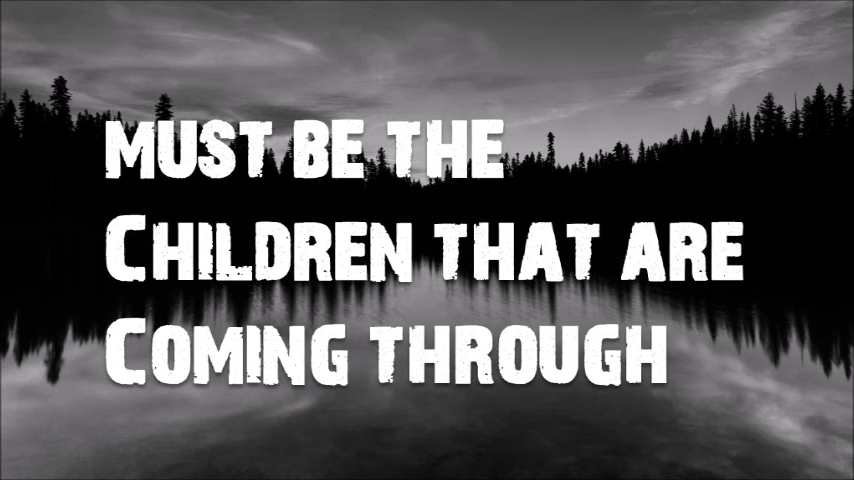 MUST BE THE
CHILDREN THAT ARE
COMING THROUGH